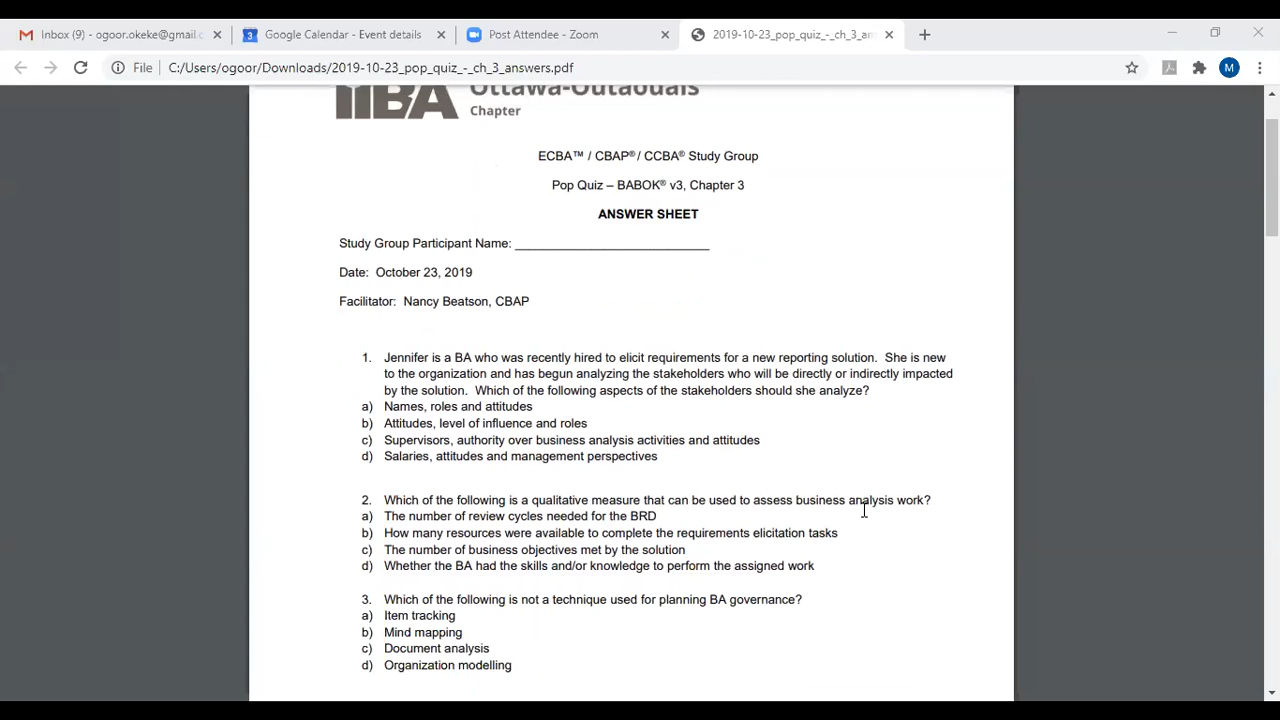 Inbox (9) - ogoor.okeke@gmail.c
Google Calendar - Event details
Post Attendee - Zoom
2019-10-23_pop_quiz_-_ch_3_an
File C:/Users/ogoor/Downloads/2019-10-23_pop_quiz_-_ch_3_answers.pdf
M
iiBA Ottawa-Outaouais
Chapter
ECBA™ / CBAP® / CCBA® Study Group
Pop Quiz – BABOK® v3, Chapter 3
ANSWER SHEET
Study Group Participant Name: ___________________________
Date: October 23, 2019
Facilitator: Nancy Beatson, CBAP
1. Jennifer is a BA who was recently hired to elicit requirements for a new reporting solution. She is new
to the organization and has begun analyzing the stakeholders who will be directly or indirectly impacted
by the solution. Which of the following aspects of the stakeholders should she analyze?
a) Names, roles and attitudes
b) Attitudes, level of influence and roles
c) Supervisors, authority over business analysis activities and attitudes
d) Salaries, attitudes and management perspectives
2. Which of the following is a qualitative measure that can be used to assess business analysis work?
a) The number of review cycles needed for the BRD
b) How many resources were available to complete the requirements elicitation tasks
c) The number of business objectives met by the solution
d) Whether the BA had the skills and/or knowledge to perform the assigned work
3. Which of the following is not a technique used for planning BA governance?
a) Item tracking
b) Mind mapping
c) Document analysis
d) Organization modelling